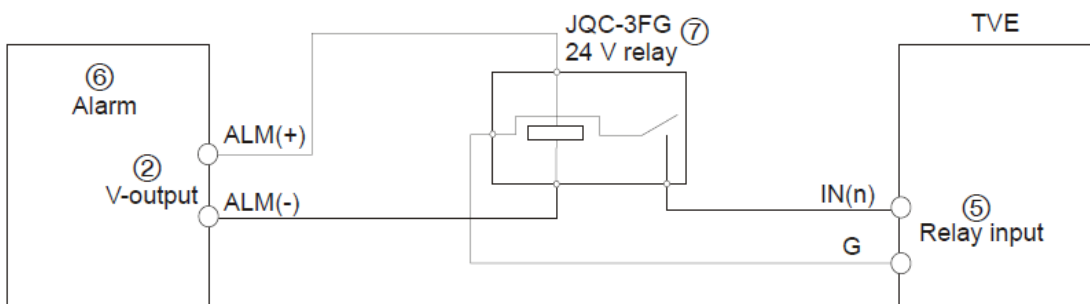 JQC-3FG ⑦
24 V relay
TVE
⑥
Alarm
ALM(+)
②
V-output
ALM(-)
IN(n)
⑤
Relay input
G